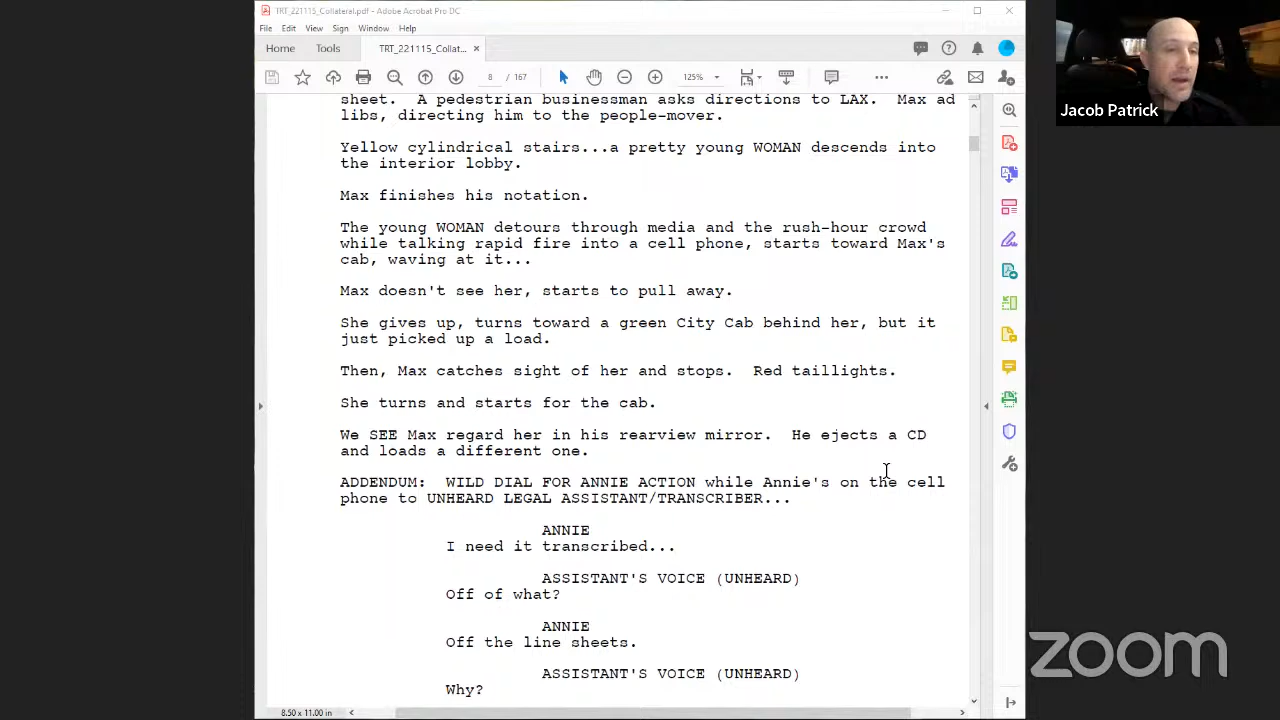 TRT_221115_Collateral.pdf - Adobe Acrobat Pro DC
File Edit View Sign Window Help
Home Tools TRT_221115_Collat... ×
8 / 167 125%
sheet. A pedestrian businessman asks directions to LAX. Max ad
libs, directing him to the people-mover.
Yellow cylindrical stairs...a pretty young WOMAN descends into
the interior lobby.
Max finishes his notation.
The young WOMAN detours through media and the rush-hour crowd
while talking rapid fire into a cell phone, starts toward Max's
cab, waving at it...
Max doesn't see her, starts to pull away.
She gives up, turns toward a green City Cab behind her, but it
just picked up a load.
Then, Max catches sight of her and stops. Red taillights.
She turns and starts for the cab.
We SEE Max regard her in his rearview mirror. He ejects a CD
and loads a different one.
ADDENDUM: WILD DIAL FOR ANNIE ACTION while Annie's on the cell
phone to UNHEARD LEGAL ASSISTANT/TRANSCRIBER...
ANNIE
I need it transcribed...
ASSISTANT'S VOICE (UNHEARD)
Off of what?
ANNIE
Off the line sheets.
ASSISTANT'S VOICE (UNHEARD)
Why?
8.50 x 11.00 in
Jacob Patrick
zoom